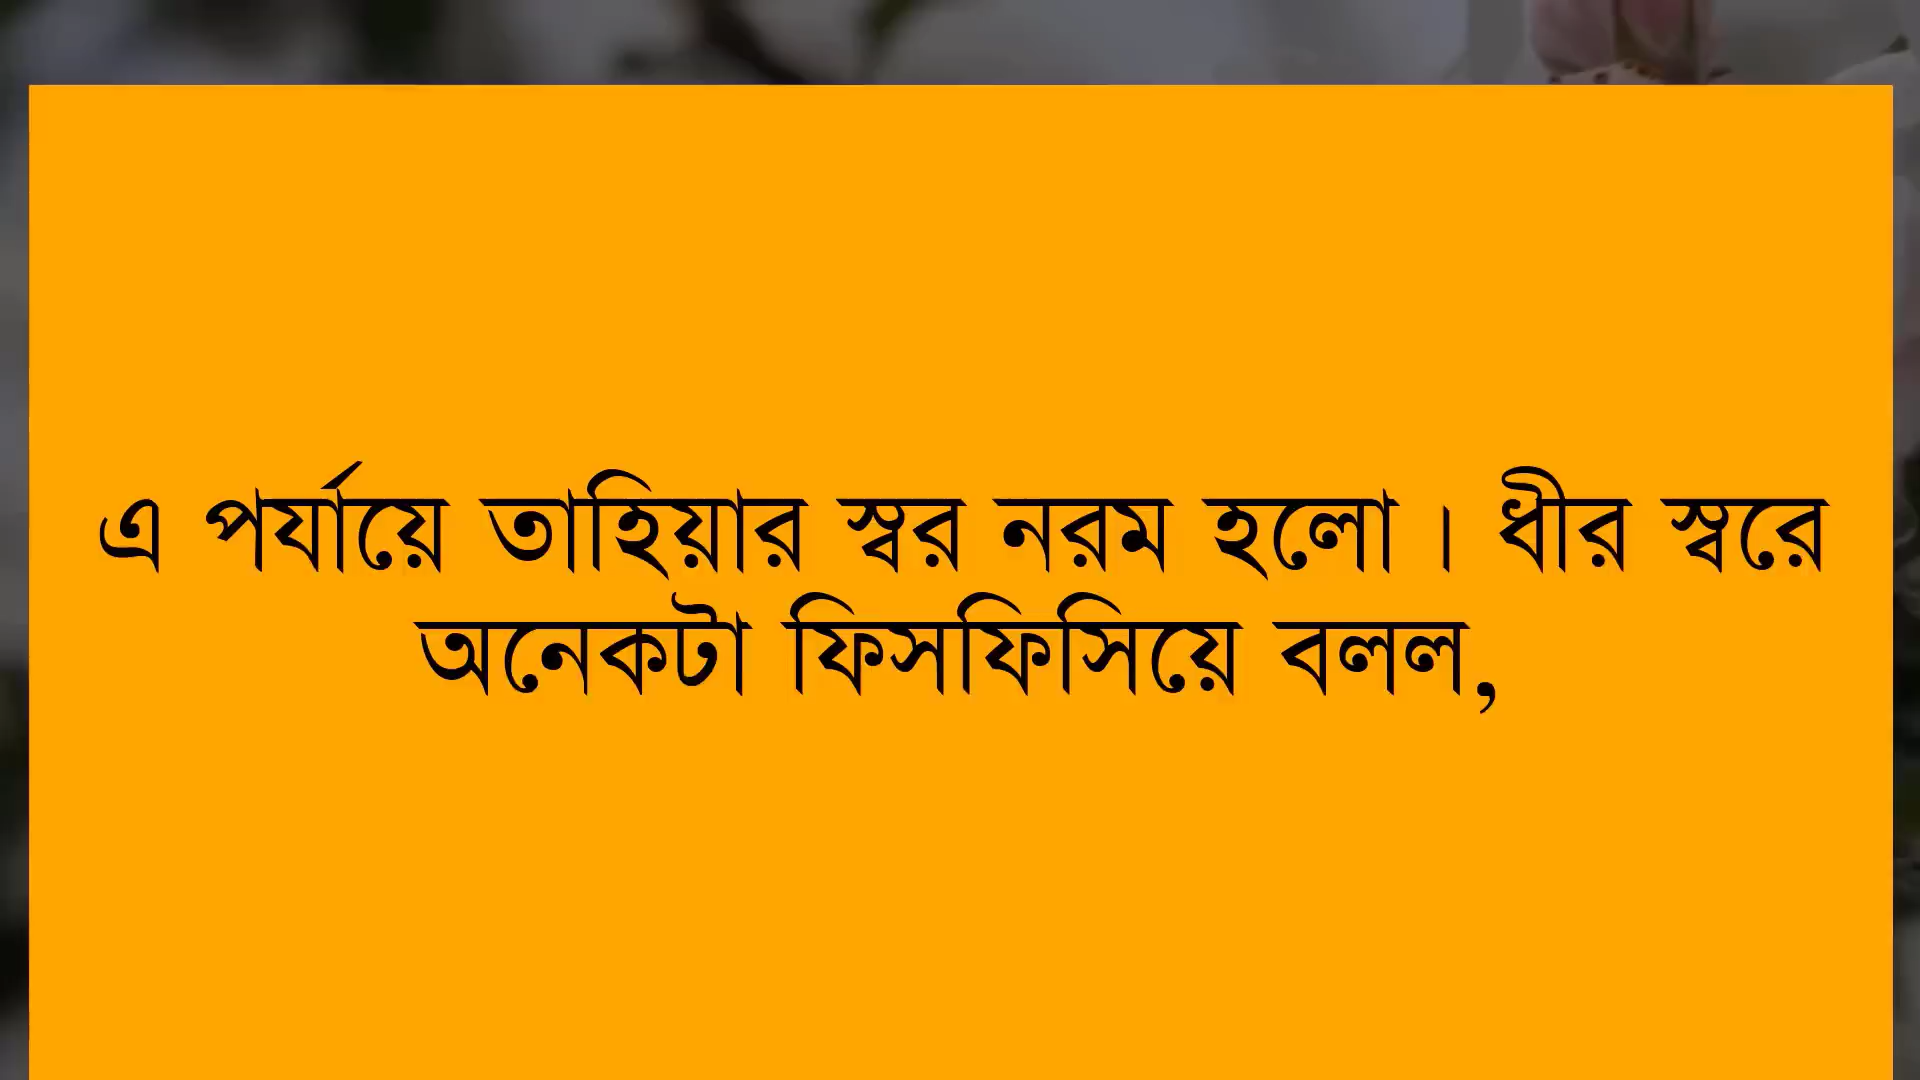 এ পর্যায়ে তাহিয়ার স্বর নরম হলো। ধীর স্বরে
অনেকটা ফিসফিসিয়ে বলল,